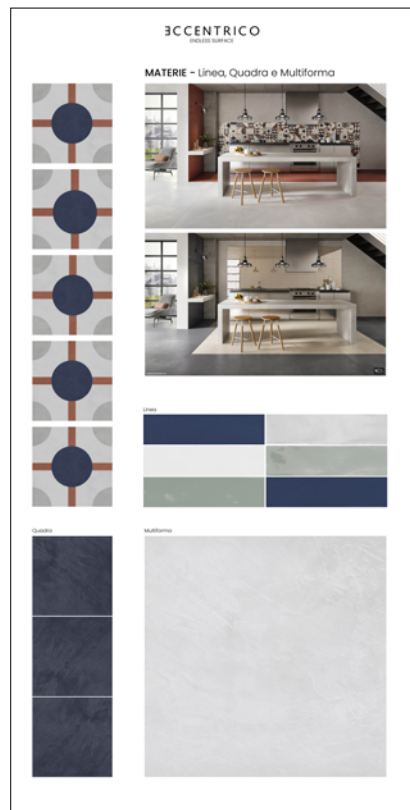 ECCENTRICO
ENDLESS SURFACE
MATERIE - Linea, Quadra e Multiforma
Linea
Quadra
Multiforma